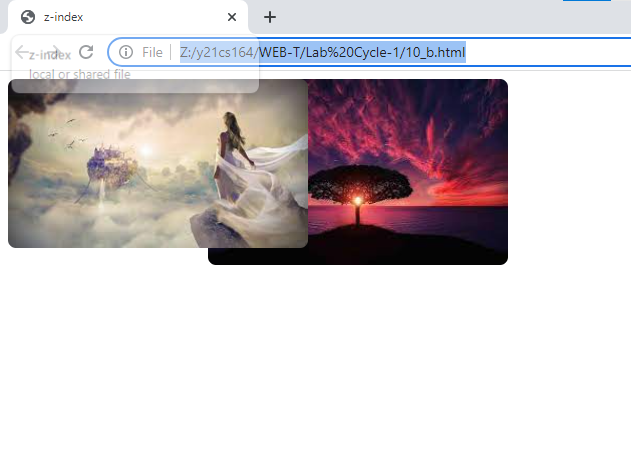 z-index
File Z:/y21cs164/WEB-T/Lab%20Cycle-1/10_b.html
z-index
local or shared file